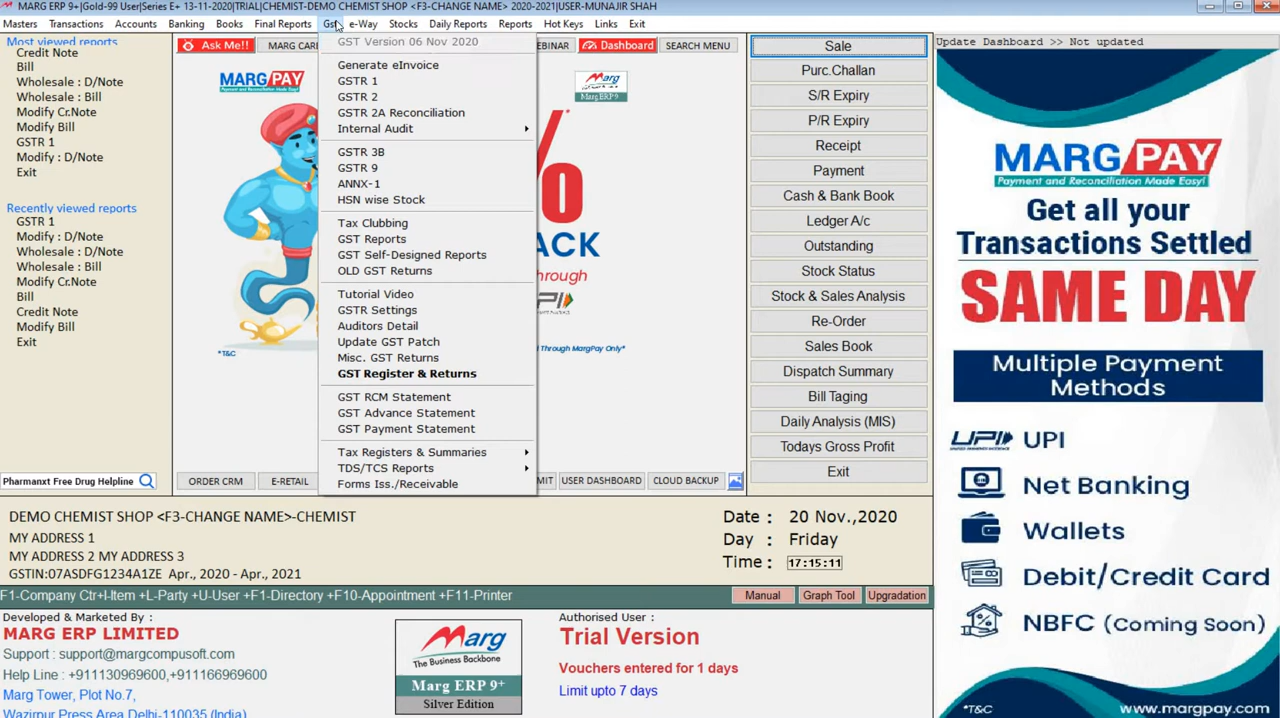 MARG ERP 9+|Gold-99 User|Series E+ 13-11-2020|TRIAL|CHEMIST-DEMO CHEMIST SHOP <F3-CHANGE NAME> 2020-2021|USER-MUNAJIR SHAH
Masters Transactions Accounts Banking Books Final Reports Gst e-Way Stocks Daily Reports Reports Hot Keys Links Exit
Most viewed reports
Credit Note
Bill
Wholesale : D/Note
Wholesale : Bill
Modify Cr.Note
Modify Bill
GSTR 1
Modify : D/Note
Exit
Recently viewed reports
GSTR 1
Modify : D/Note
Wholesale : D/Note
Wholesale : Bill
Modify Cr.Note
Bill
Credit Note
Modify Bill
Exit
Pharmanxt Free Drug Helpline
Ask Me!! MARG CARE
EBINAR Dashboard SEARCH MENU
MARG PAY
Payment and Reconciliation Made Easy!
Marg
Marg ERP 9+
%
ACK
hrough
UPI
*T&C
l Through MargPay Only*
ORDER CRM E-RETAIL
MIT USER DASHBOARD CLOUD BACKUP
GST Version 06 Nov 2020
Generate eInvoice
GSTR 1
GSTR 2
GSTR 2A Reconciliation
Internal Audit
GSTR 3B
GSTR 9
ANNX-1
HSN wise Stock
Tax Clubbing
GST Reports
GST Self-Designed Reports
OLD GST Returns
Tutorial Video
GSTR Settings
Auditors Detail
Update GST Patch
Misc. GST Returns
GST Register & Returns
GST RCM Statement
GST Advance Statement
GST Payment Statement
Tax Registers & Summaries
TDS/TCS Reports
Forms Iss./Receivable
Sale
Purc.Challan
S/R Expiry
P/R Expiry
Receipt
Payment
Cash & Bank Book
Ledger A/c
Outstanding
Stock Status
Stock & Sales Analysis
Re-Order
Sales Book
Dispatch Summary
Bill Tagging
Daily Analysis (MIS)
Todays Gross Profit
Exit
Update Dashboard >> Not updated
MARG PAY
Payment and Reconciliation Made Easy!
Get all your
Transactions Settled
SAME DAY
Multiple Payment
Methods
UPI UPI
Net Banking
Wallets
Debit/Credit Card
NBFC (Coming Soon)
*T&C
www.margpay.com
DEMO CHEMIST SHOP <F3-CHANGE NAME>-CHEMIST
MY ADDRESS 1
MY ADDRESS 2 MY ADDRESS 3
GSTIN:07ASDFG1234A1ZE Apr., 2020 - Apr., 2021
Date : 20 Nov.,2020
Day : Friday
Time : 17:15:11
F1-Company Ctr+I-Item +L-Party +U-User +F1-Directory +F10-Appointment +F11-Printer
Manual Graph Tool Upgradation
Developed & Marketed By :
MARG ERP LIMITED
Support : support@margcompusoft.com
Help Line : +911130969600,+911166969600
Marg Tower, Plot No.7,
Wazirpur Press Area Delhi-110035 (India)
Marg
The Business Backbone
Marg ERP 9+
Silver Edition
Authorised User :
Trial Version
Vouchers entered for 1 days
Limit upto 7 days